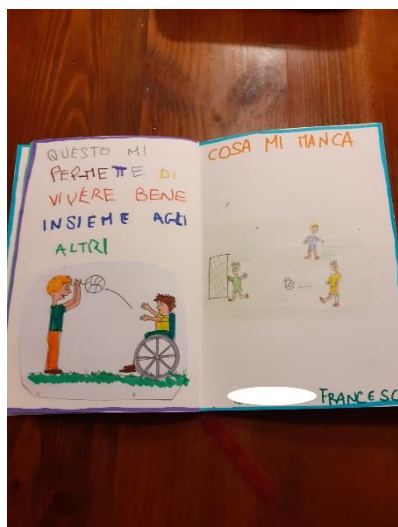 QUESTO MI
PERMETTE DI
VIVERE BENE
INSIEME AGLI
ALTRI
COSA MI MANCA
FRANCESC